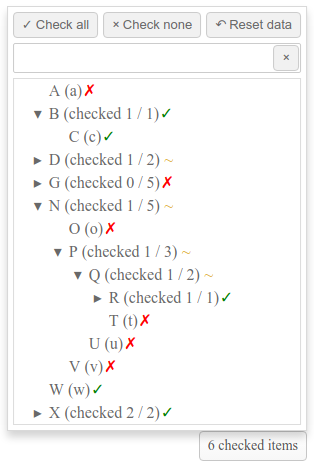 ✓ Check all × Check none ↶ Reset data
×
A (a)✗
▼ B (checked 1 / 1)✓
C (c)✓
► D (checked 1 / 2) ~
► G (checked 0 / 5)✗
▼ N (checked 1 / 5) ~
O (o)✗
▼ P (checked 1 / 3) ~
▼ Q (checked 1 / 2) ~
► R (checked 1 / 1)✓
T (t)✗
U (u)✗
V (v)✗
W (w)✓
► X (checked 2 / 2)✓
6 checked items